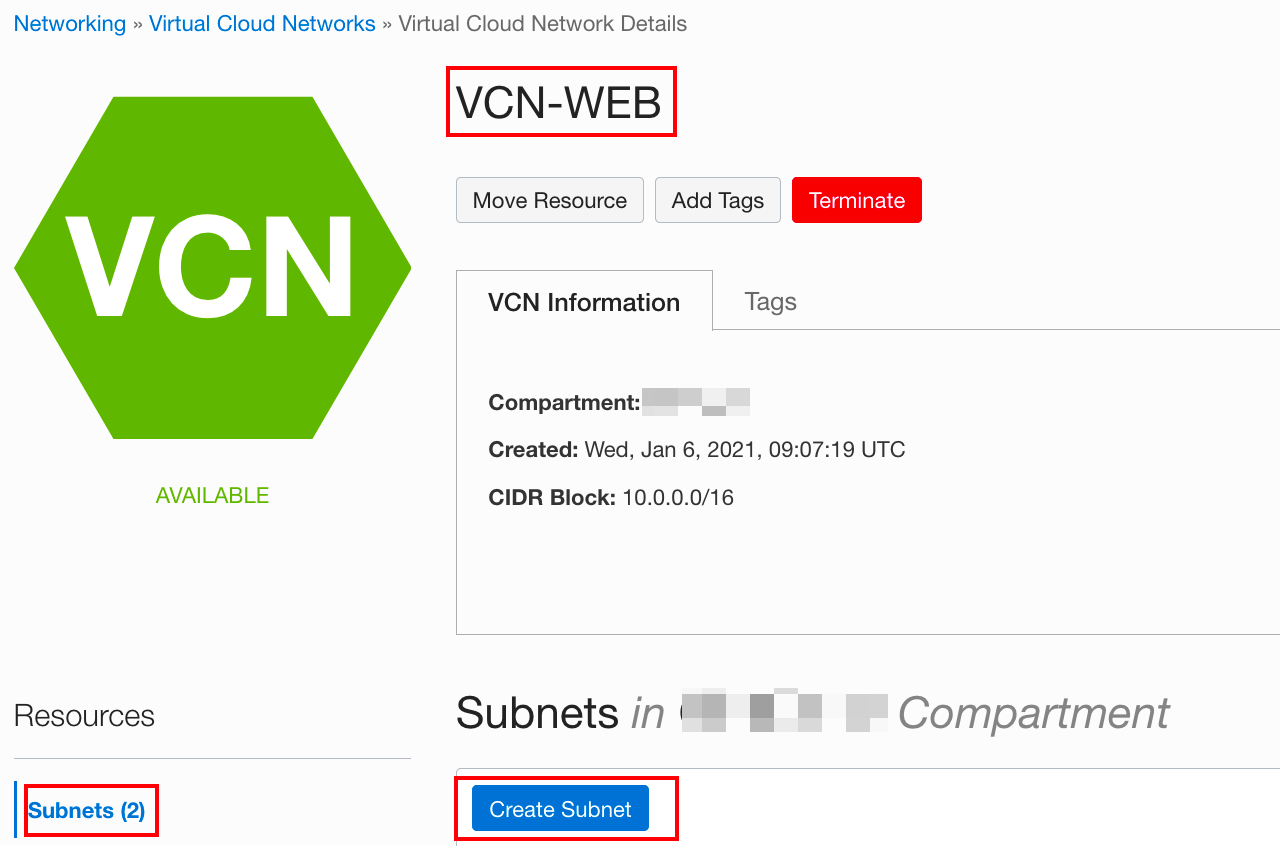 Networking » Virtual Cloud Networks » Virtual Cloud Network Details
VCN-WEB
Move Resource Add Tags Terminate
VCN
VCN Information Tags
Compartment:
Created: Wed, Jan 6, 2021, 09:07:19 UTC
CIDR Block: 10.0.0.0/16
AVAILABLE
Resources
Subnets (2)
Subnets in Compartment
Create Subnet